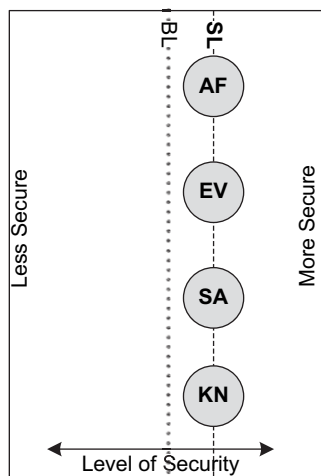 BL
SL
AF
EV
SA
KN
Less Secure
More Secure
Level of Security